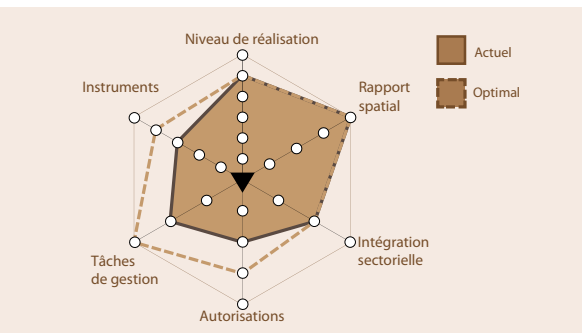 Niveau de réalisation
Actuel
Instruments
Rapport
spatial
Optimal
Intégration
sectorielle
Tâches
de gestion
Autorisations